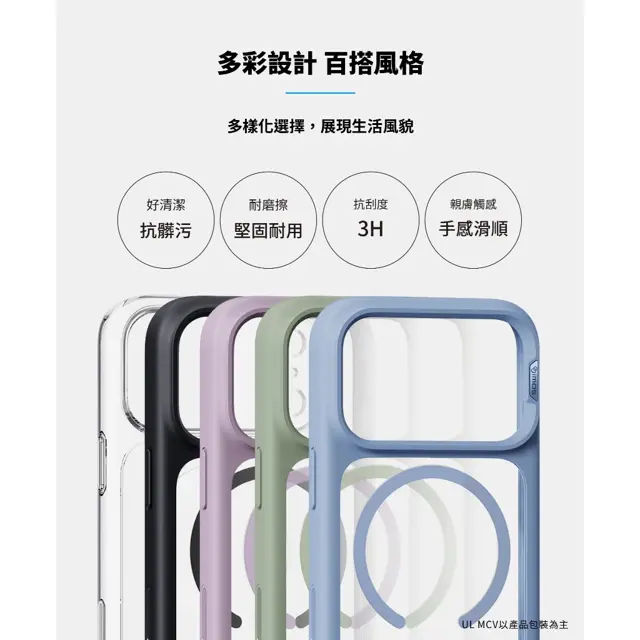 多彩設計 百搭風格
多樣化選擇，展現生活風貌
好清潔
抗髒污
耐磨擦
堅固耐用
抗刮度
3H
親膚觸感
手感滑順
imos
UL MCV以產品包裝為主